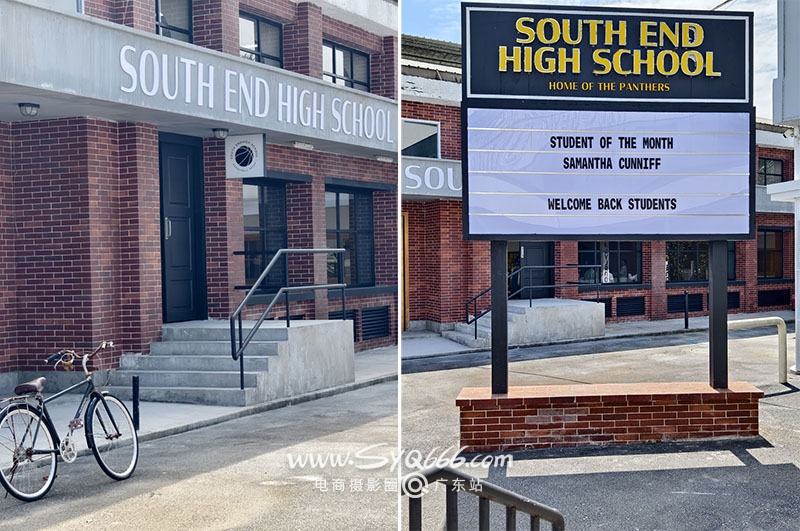 SOUTH END HIGH SCHOOL
SOUTH END
HIGH SCHOOL
HOME OF THE PANTHERS
STUDENT OF THE MONTH
SAMANTHA CUNNIFF
WELCOME BACK STUDENTS
SOU
www.SYQ666.com
电商摄影圈@广东站